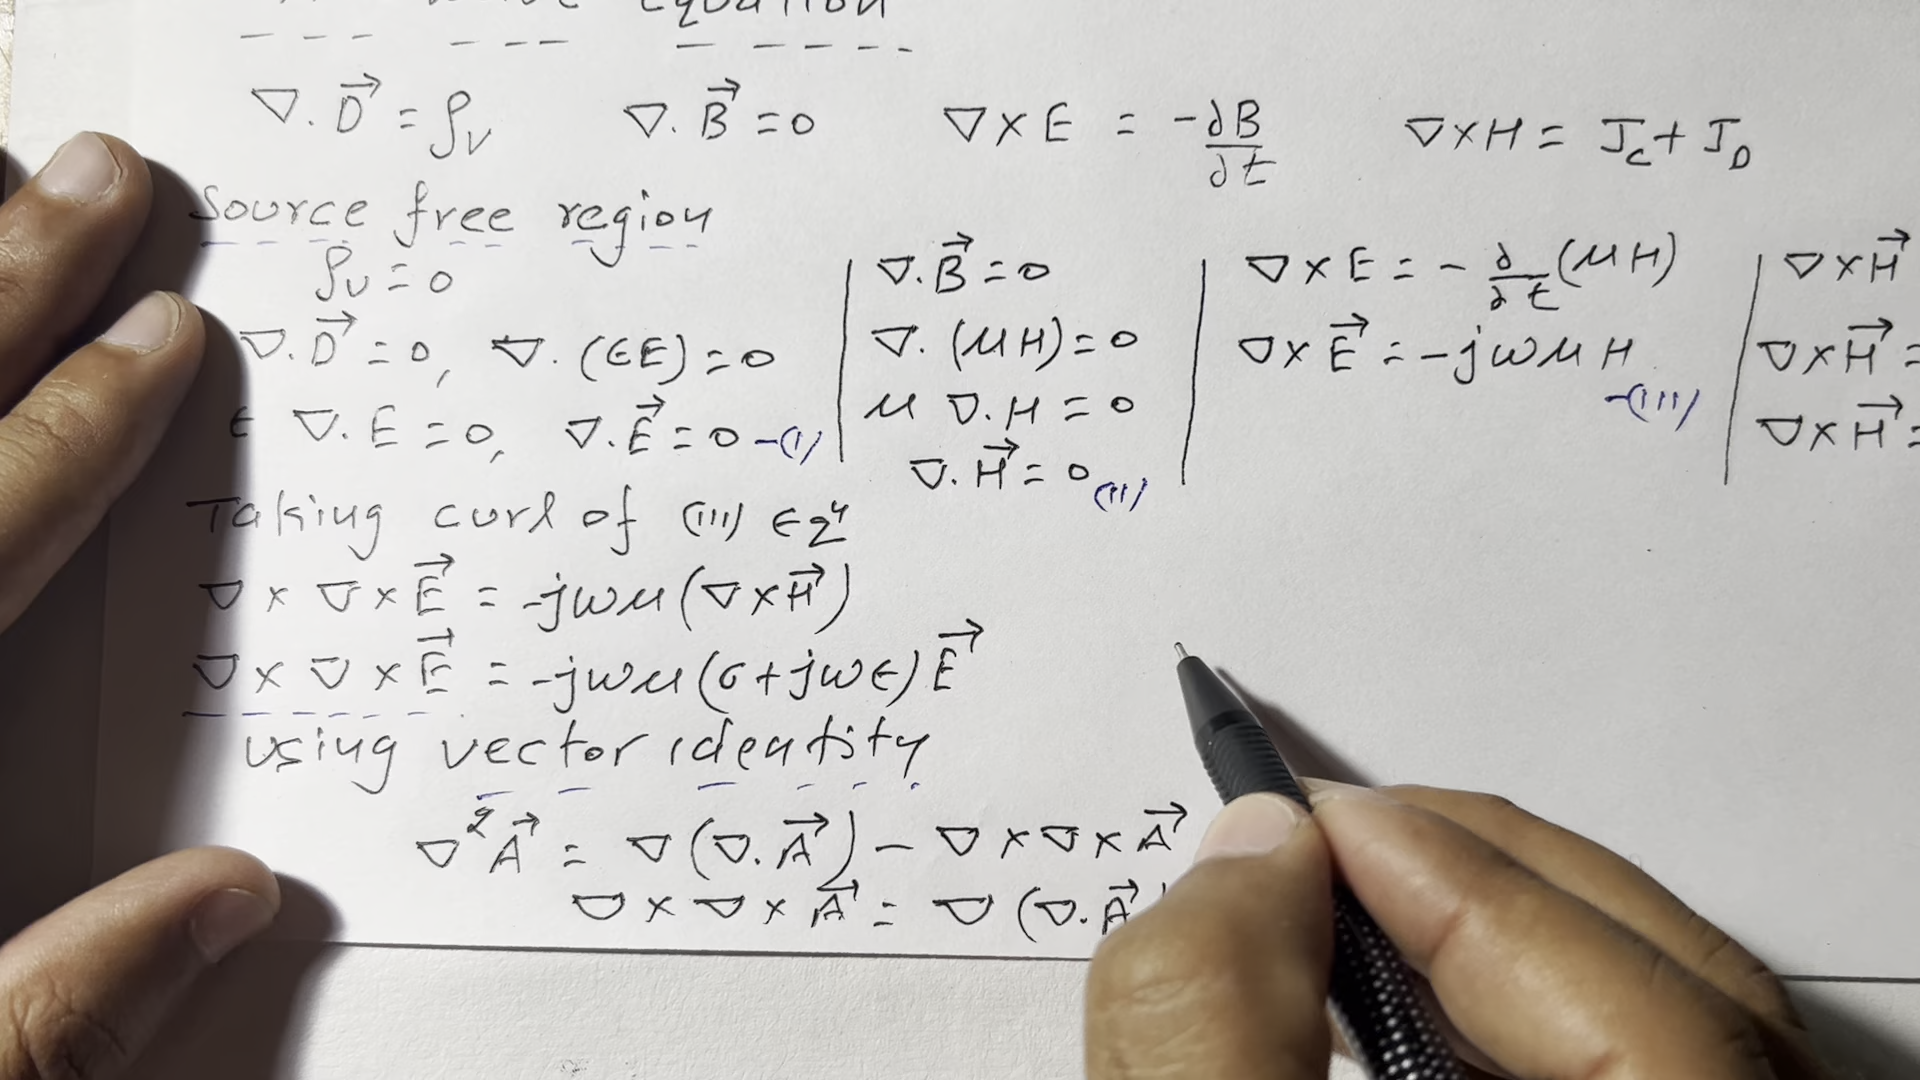 equation
∇.D⃗ = ρv ∇.B⃗ = 0 ∇×E = -∂B/∂t ∇×H = Jc + JD
Source free region
ρv = 0
∇.D⃗ = 0, ∇.(ϵE) = 0
ϵ ∇.E = 0, ∇.E⃗ = 0 -(I)
∇.B⃗ = 0
∇.(μH) = 0
μ ∇.H = 0
∇.H⃗ = 0 (II)
∇×E = - ∂/∂t (μH)
∇×E⃗ = -jωμH
-(III)
∇×H⃗
∇×H⃗ =
∇×H⃗ =
Taking curl of (III) Eqⁿ
∇×∇×E⃗ = -jωμ(∇×H⃗)
∇×∇×E⃗ = -jωμ(σ+jωϵ)E⃗
using vector identity
∇²A⃗ = ∇(∇.A⃗) - ∇×∇×A⃗
∇×∇×A⃗ = ∇(∇.A⃗